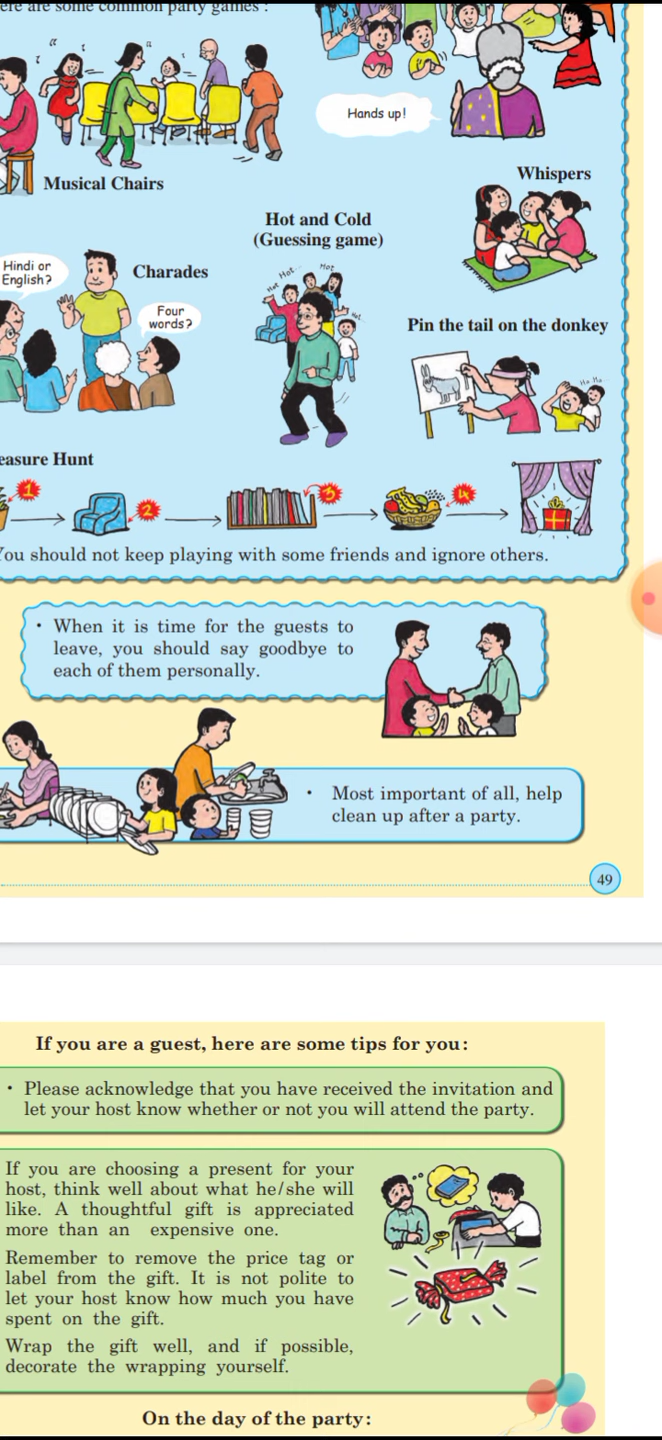 ere are some common party games :
Hands up!
Musical Chairs
Whispers
Hot and Cold
(Guessing game)
Hot
Hot
Hot
Hot
Hindi or
English?
Charades
Four
words?
Pin the tail on the donkey
Ha Ha
easure Hunt
1
2
3
4
You should not keep playing with some friends and ignore others.
• When it is time for the guests to
leave, you should say goodbye to
each of them personally.
• Most important of all, help
clean up after a party.
49
If you are a guest, here are some tips for you:
• Please acknowledge that you have received the invitation and
let your host know whether or not you will attend the party.
If you are choosing a present for your
host, think well about what he/she will
like. A thoughtful gift is appreciated
more than an expensive one.
Remember to remove the price tag or
label from the gift. It is not polite to
let your host know how much you have
spent on the gift.
Wrap the gift well, and if possible,
decorate the wrapping yourself.
On the day of the party: